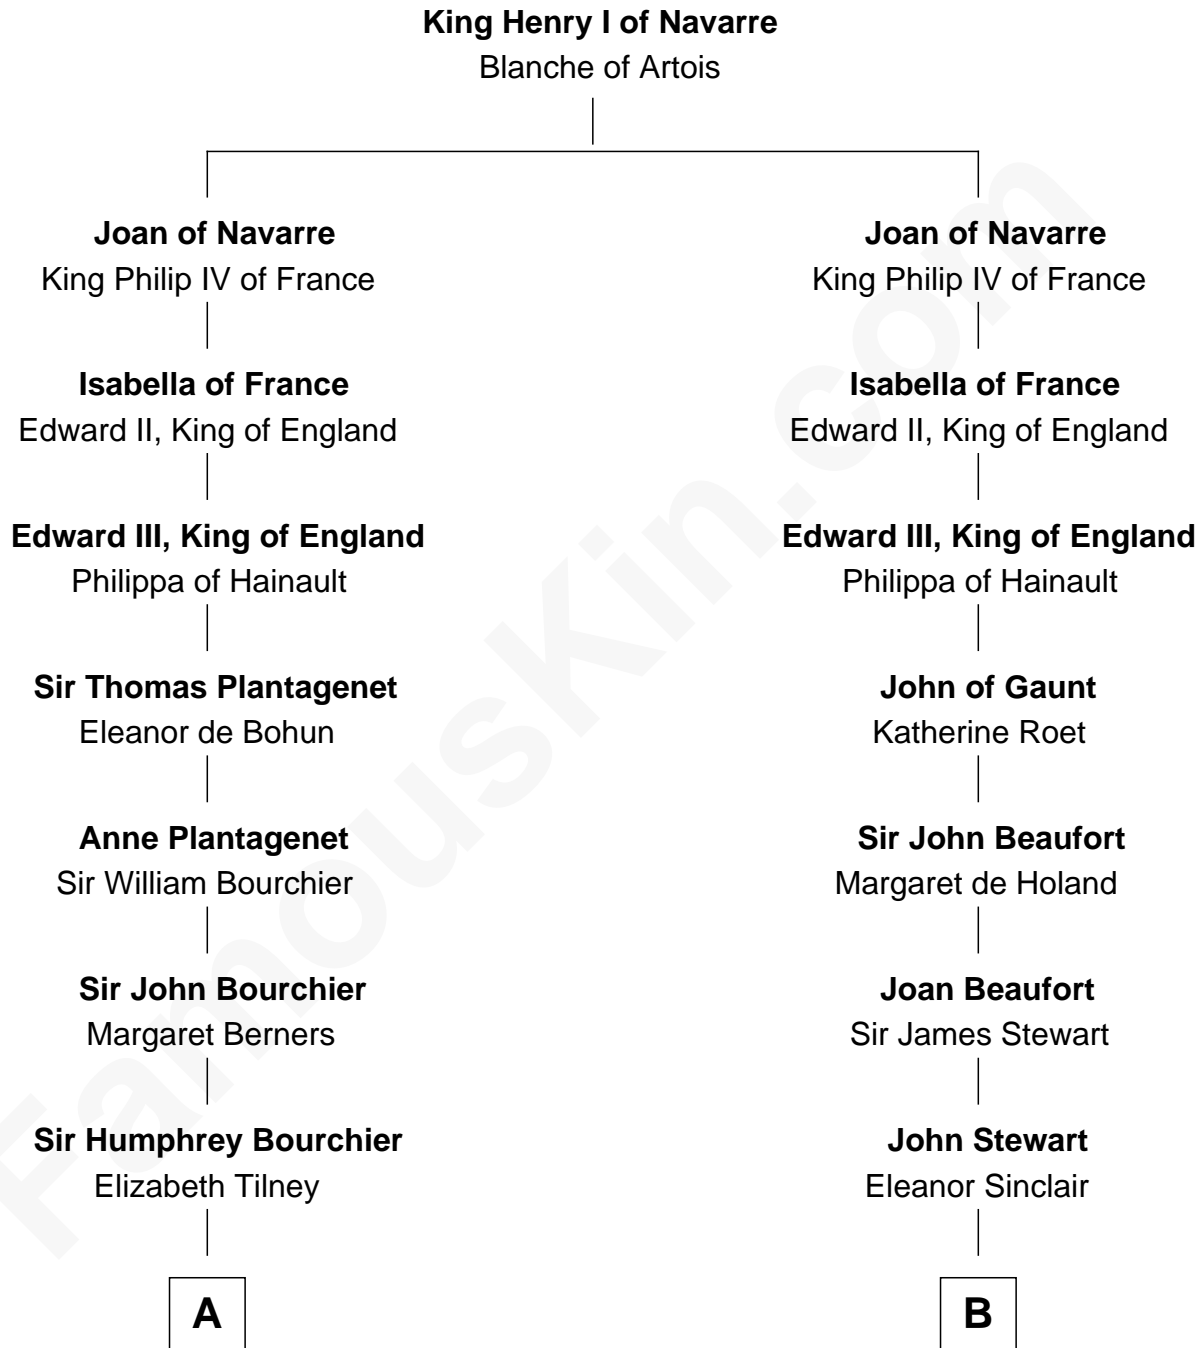 King Henry I of Navarre
Blanche of Artois
Joan of Navarre
King Philip IV of France
Joan of Navarre
King Philip IV of France
Isabella of France
Edward II, King of England
Isabella of France
Edward II, King of England
Edward III, King of England
Philippa of Hainault
Edward III, King of England
Philippa of Hainault
Sir Thomas Plantagenet
Eleanor de Bohun
John of Gaunt
Katherine Roet
Anne Plantagenet
Sir William Bourchier
Sir John Beaufort
Margaret de Holand
Sir John Bourchier
Margaret Berners
Joan Beaufort
Sir James Stewart
Sir Humphrey Bourchier
Elizabeth Tilney
John Stewart
Eleanor Sinclair
A
B
FamousKin.com